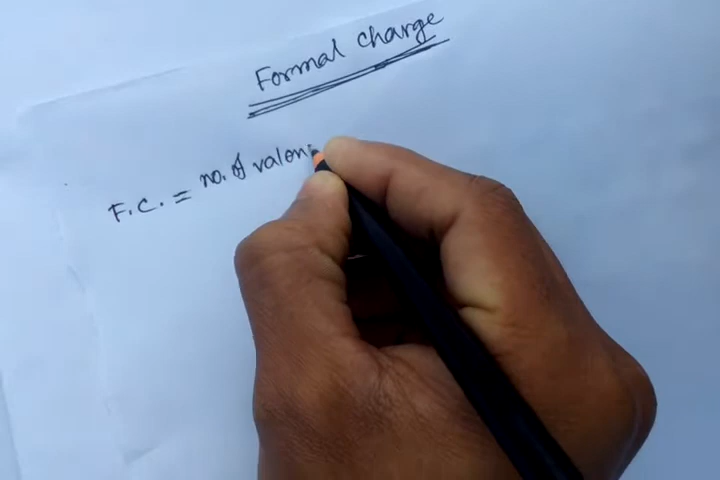 Formal Charge
F.C. = no. of valen